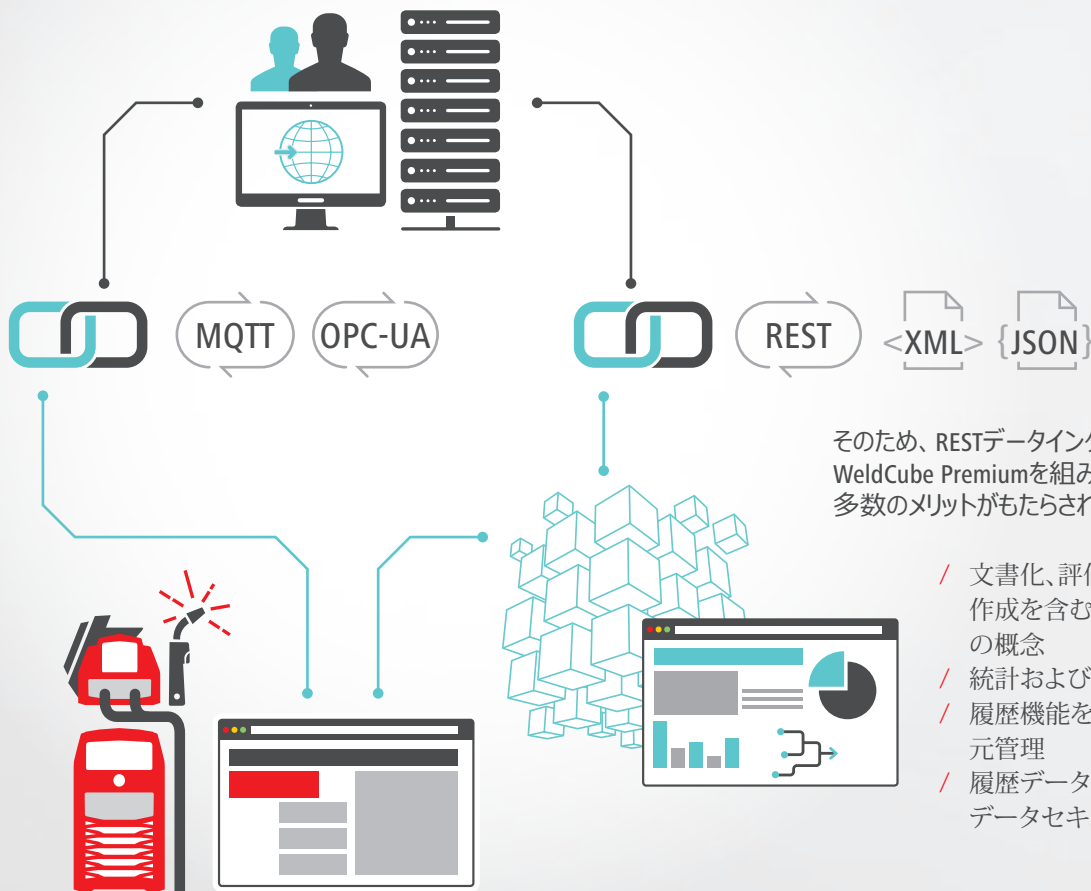 MQTT
OPC-UA
REST
<XML>
{JSON}
そのため、RESTデータイン
WeldCube Premiumを組み
多数のメリットがもたらされ
/ 文書化、評
作成を含む
の概念
/ 統計および
/ 履歴機能を
元管理
/ 履歴データ
データセキ